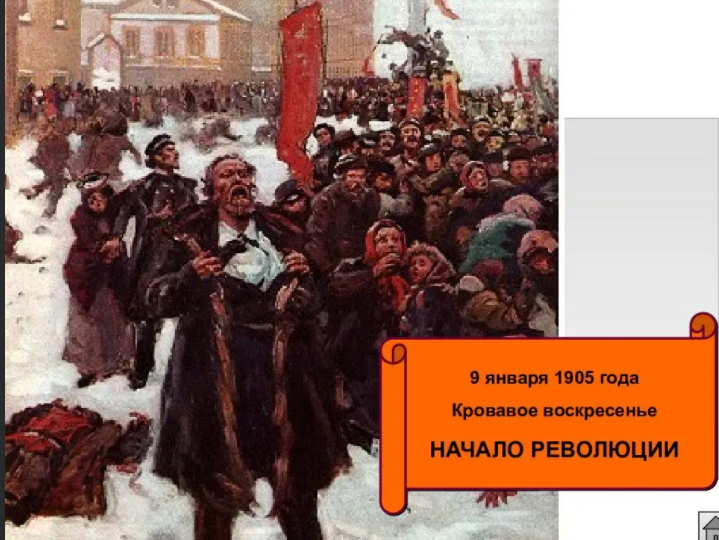 9 января 1905 года
Кровавое воскресенье
НАЧАЛО РЕВОЛЮЦИИ